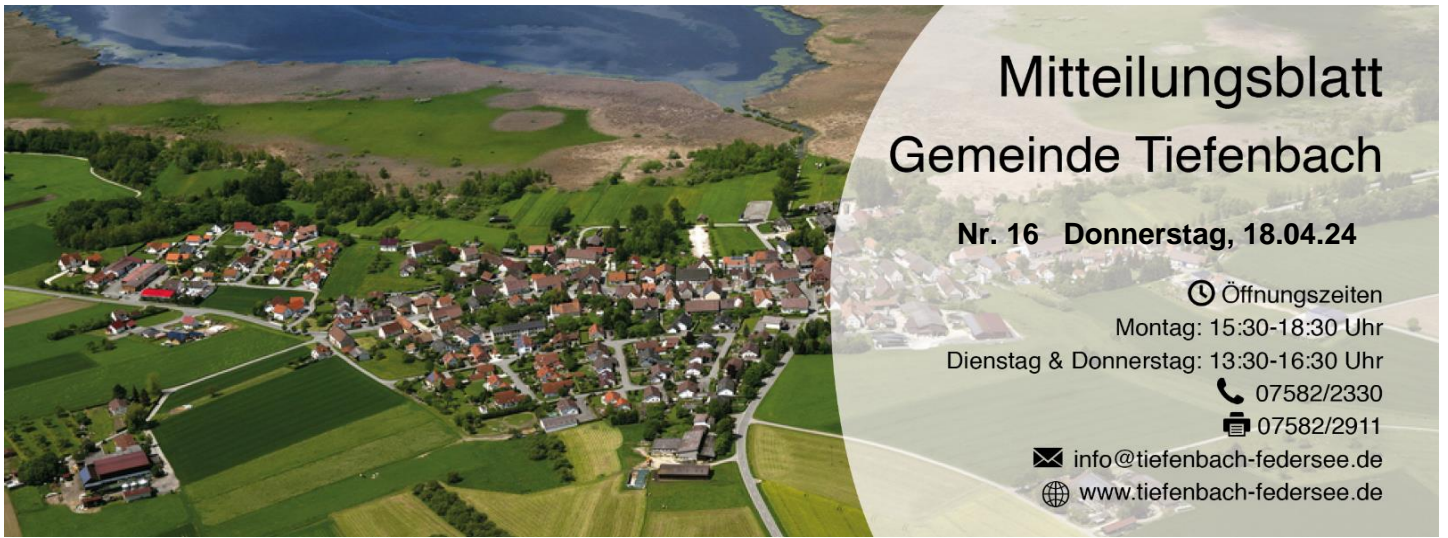 Mitteilungsblatt
Gemeinde Tiefenbach
Nr. 16 Donnerstag, 18.04.24
Öffnungszeiten
Montag: 15:30-18:30 Uhr
Dienstag & Donnerstag: 13:30-16:30 Uhr
07582/2330
07582/2911
info@tiefenbach-federsee.de
www.tiefenbach-federsee.de